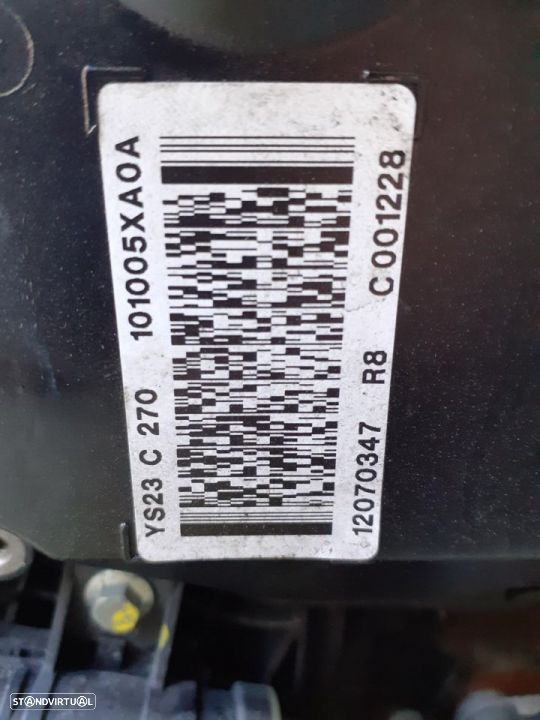 YS23 C 270 101005XA0A
12070347 R8 C001228
STANDVIRTUAL